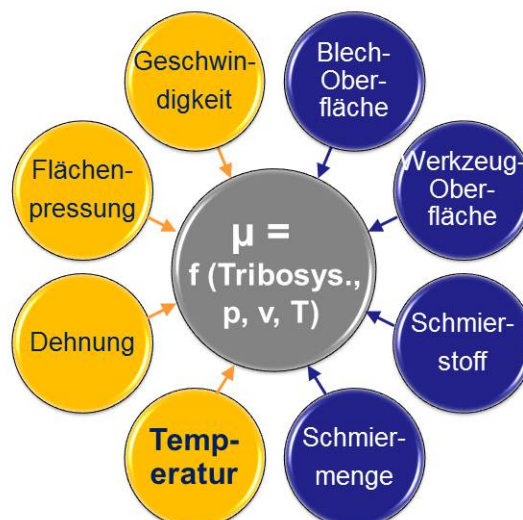 Geschwin-
digkeit
Blech-
Ober-
fläche
Flächen-
pressung
Werkzeug-
Ober-
fläche
µ =
f (Tribosys.,
p, v, T)
Dehnung
Schmier-
stoff
Temp-
eratur
Schmier-
menge